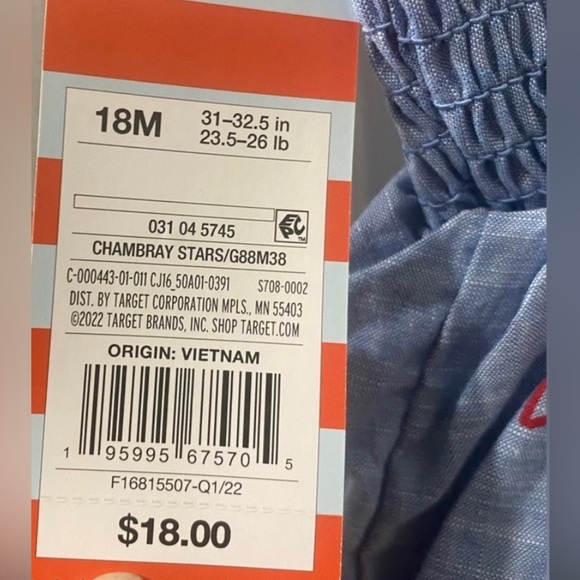 18M
31–32.5 in
23.5–26 lb
031 04 5745
EPC™
CHAMBRAY STARS/G88M38
C-000443-01-011 CJ16_50A01-0391 S708-0002
DIST. BY TARGET CORPORATION MPLS., MN 55403
©2022 TARGET BRANDS, INC. SHOP TARGET.COM
ORIGIN: VIETNAM
1 95995 67570 5
F16815507-Q1/22
$18.00